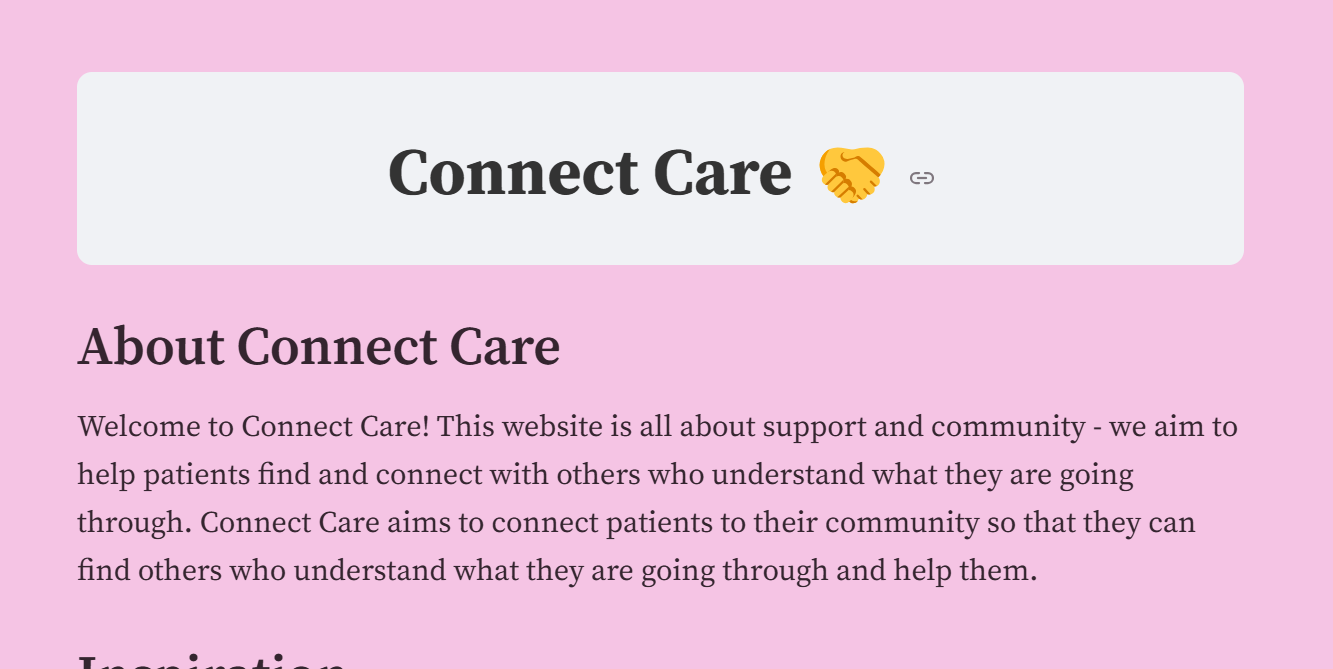 Connect Care 🤝
About Connect Care
Welcome to Connect Care! This website is all about support and community - we aim to
help patients find and connect with others who understand what they are going
through. Connect Care aims to connect patients to their community so that they can
find others who understand what they are going through and help them.
Inspiration